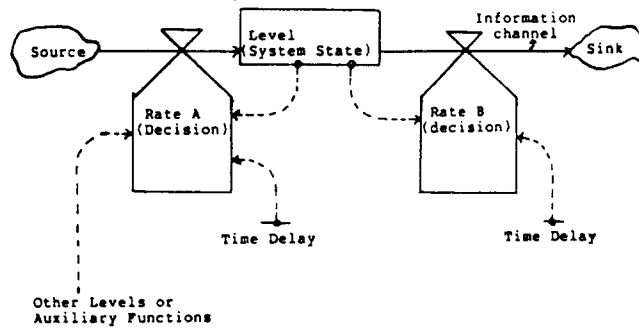 Source
Level
(System State)
Information
channel
Sink
Rate A
(Decision)
Rate B
(decision)
Time Delay
Time Delay
Other Levels or
Auxiliary Functions